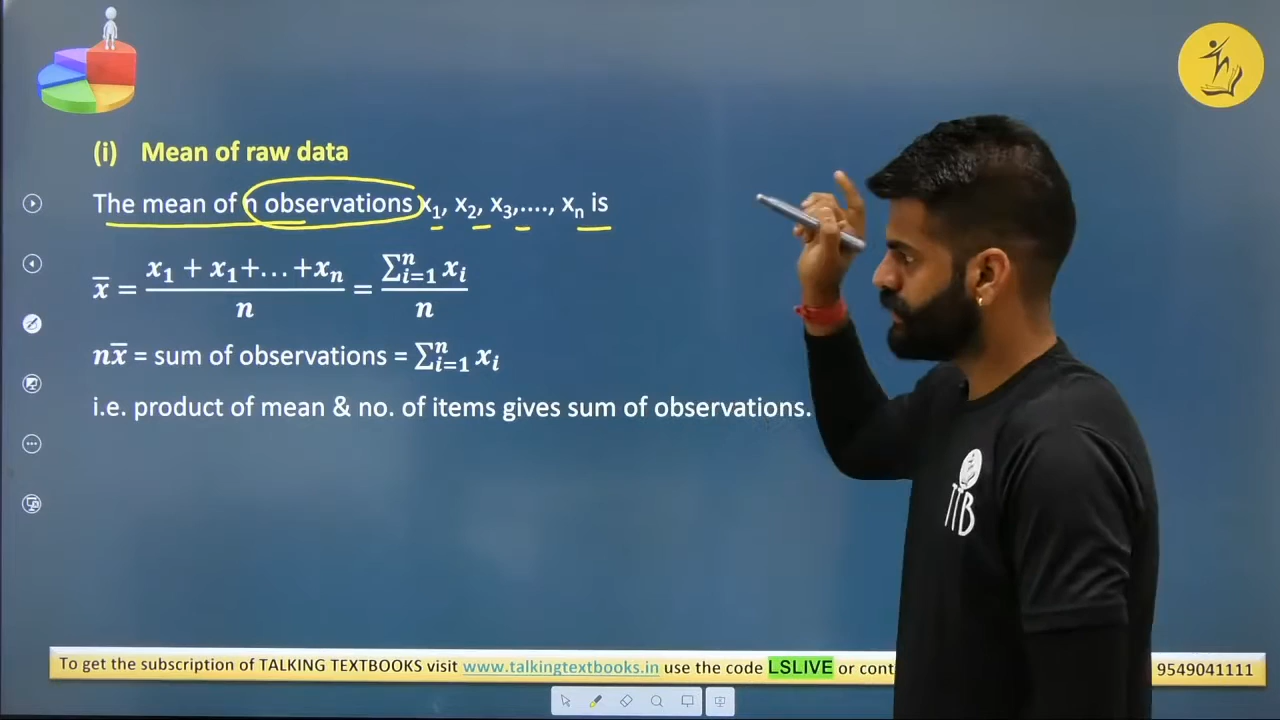 (i) Mean of raw data
The mean of n observations x₁, x₂, x₃,...., xₙ is
x̅ = (x₁ + x₁+...+xₙ)/n = (∑ⁿᵢ₌₁ xᵢ)/n
nx̅ = sum of observations = ∑ⁿᵢ₌₁ xᵢ
i.e. product of mean & no. of items gives sum of observations.
TTB
To get the subscription of TALKING TEXTBOOKS visit www.talkingtextbooks.in use the code LSLIVE or cont 9549041111